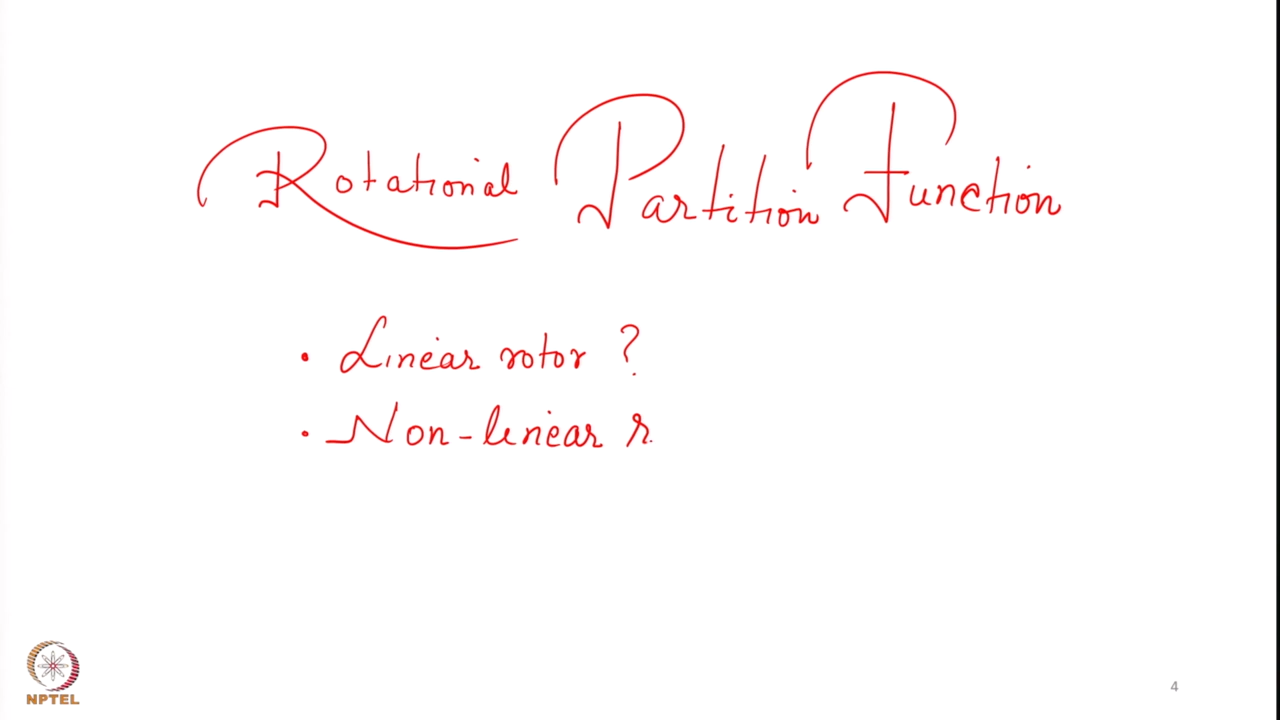 Rotational Partition Function
• Linear rotor ?
• Non-linear r
NPTEL
4